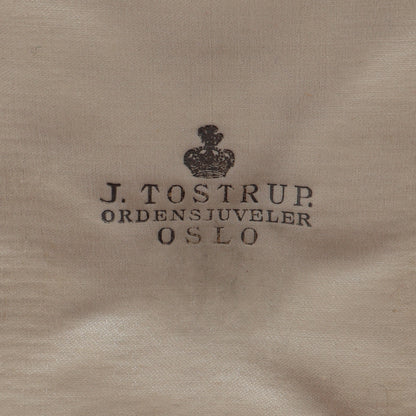 J. TOSTRUP.
ORDENSJUVELER
OSLO